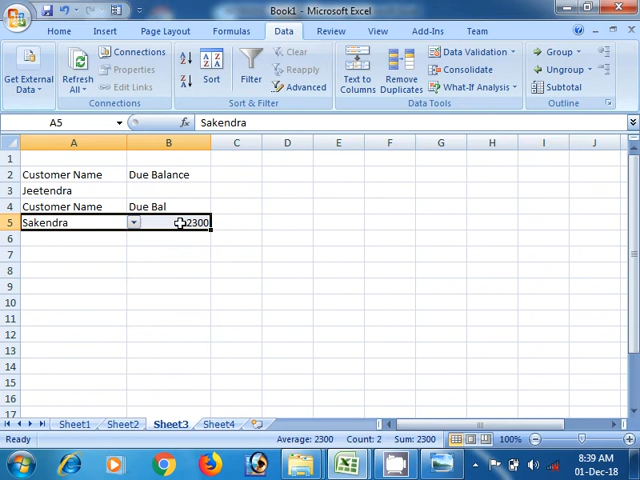 Book1 - Microsoft Excel
Home Insert Page Layout Formulas Data Review View Add-Ins Team
Get External Data
Refresh All
Connections
Properties
Edit Links
Connections
Sort
Filter
Clear
Reapply
Advanced
Sort & Filter
Text to Columns
Remove Duplicates
Data Validation
Consolidate
What-If Analysis
Data Tools
Group
Ungroup
Subtotal
Outline
A5 fx Sakendra
A B C D E F G H I J
1
2 Customer Name Due Balance
3 Jeetendra
4 Customer Name Due Bal
5 Sakendra 2300
6
7
8
9
10
11
12
13
14
15
16
17
Sheet1 Sheet2 Sheet3 Sheet4
Ready Average: 2300 Count: 2 Sum: 2300 100%
8:39 AM
01-Dec-18